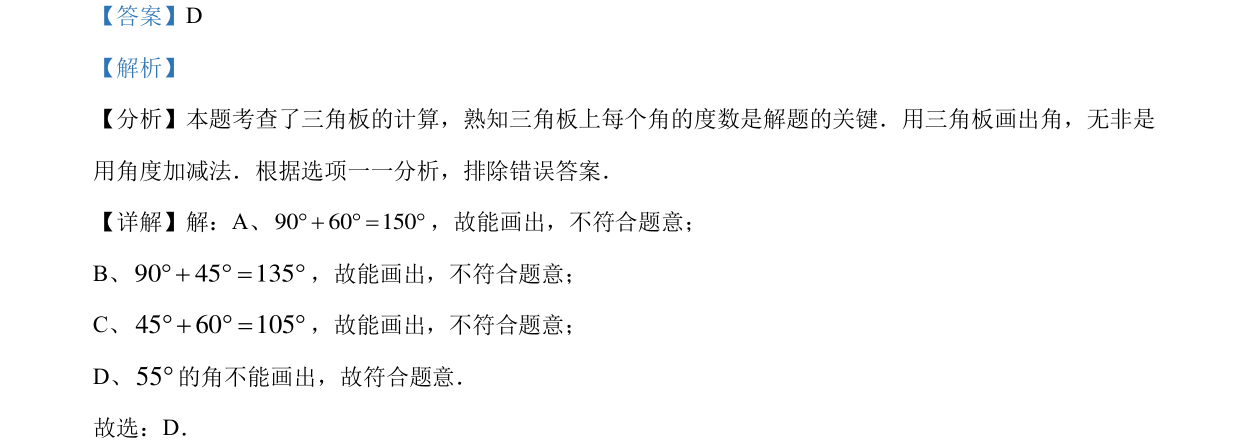 【答案】D
【解析】
【分析】本题考查了三角板的计算，熟知三角板上每个角的度数是解题的关键．用三角板画出角，无非是
用角度加减法．根据选项一一分析，排除错误答案．
【详解】解：A、90°+60°=150°，故能画出，不符合题意；
B、90°+45°=135°，故能画出，不符合题意；
C、45°+60°=105°，故能画出，不符合题意；
D、55°的角不能画出，故符合题意．
故选：D．